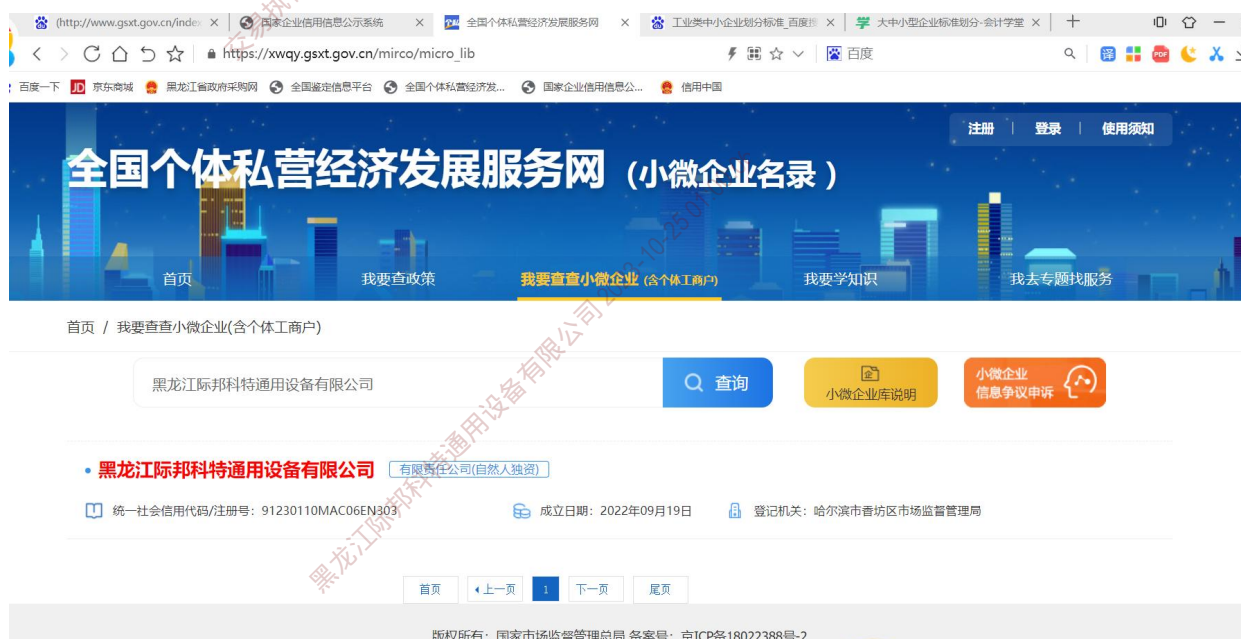 (http://www.gsxt.gov.cn/index 国家企业信用信息公示系统 全国个体私营经济发展服务网 工业类中小企业划分标准_百度搜 大中小型企业标准划分-会计学堂
https://xwqy.gsxt.gov.cn/mirco/micro_lib 百度 译 PDF
百度一下 JD 京东商城 黑龙江省政府采购网 全国鉴定信息平台 全国个体私营经济发... 国家企业信用信息公... 信用中国
注册 登录 使用须知
全国个体私营经济发展服务网 (小微企业名录)
首页 我要查政策 我要查查小微企业 (含个体工商户) 我要学知识 我去专题找服务
首页 / 我要查查小微企业(含个体工商户)
黑龙江际邦科特通用设备有限公司 查询 企 小微企业库说明 小微企业
信息争议申诉
黑龙江际邦科特通用设备有限公司 有限责任公司(自然人独资)
统一社会信用代码/注册号：91230110MAC06EN303 成立日期：2022年09月19日 登记机关：哈尔滨市香坊区市场监督管理局
首页 上一页 1 下一页 尾页
版权所有：国家市场监督管理总局 备案号：京ICP备18022388号-2
黑龙江际邦科特通用设备有限公司